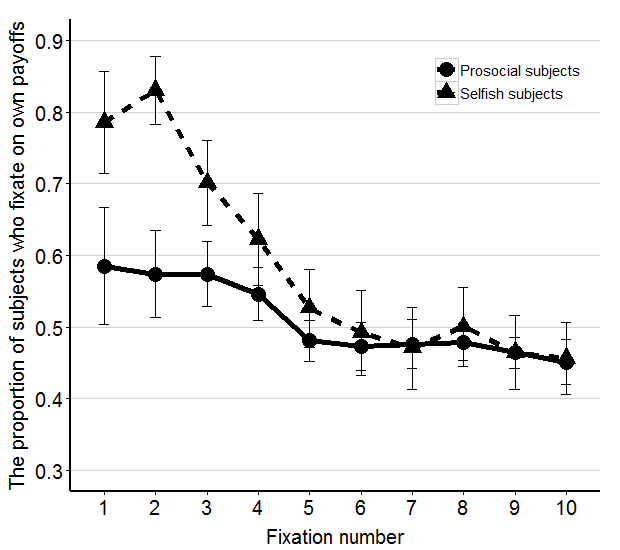 The proportion of subjects who fixate on own payoffs
0.9
0.8
0.7
0.6
0.5
0.4
0.3
Prosocial subjects
Selfish subjects
1 2 3 4 5 6 7 8 9 10
Fixation number